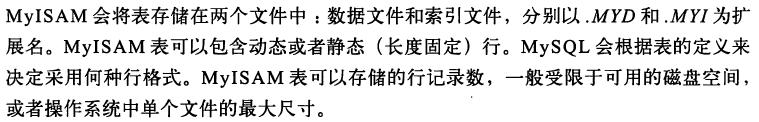 MyISAM 会将表存储在两个文件中：数据文件和索引文件，分别以 .MYD 和 .MYI 为扩
展名。MyISAM 表可以包含动态或者静态（长度固定）行。MySQL 会根据表的定义来
决定采用何种行格式。MyISAM 表可以存储的行记录数，一般受限于可用的磁盘空间，
或者操作系统中单个文件的最大尺寸。